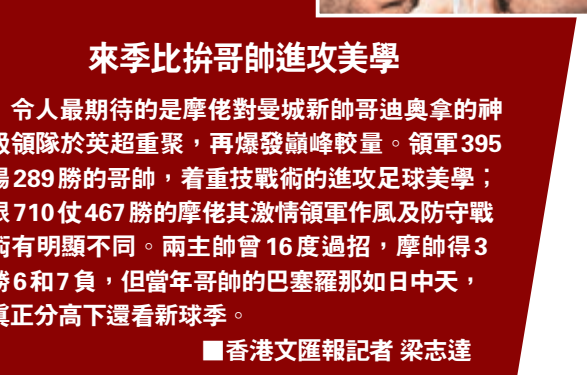 來季比拚哥帥進攻美學
令人最期待的是摩佬對曼城新帥哥迪奧拿的神
級領隊於英超重聚，再爆發巔峰較量。領軍395
場289勝的哥帥，着重技戰術的進攻足球美學；
跟710仗467勝的摩佬其激情領軍作風及防守戰
術有明顯不同。兩主帥曾16度過招，摩帥得3
勝6和7負，但當年哥帥的巴塞羅那如日中天，
真正分高下還看新球季。
■香港文匯報記者 梁志達